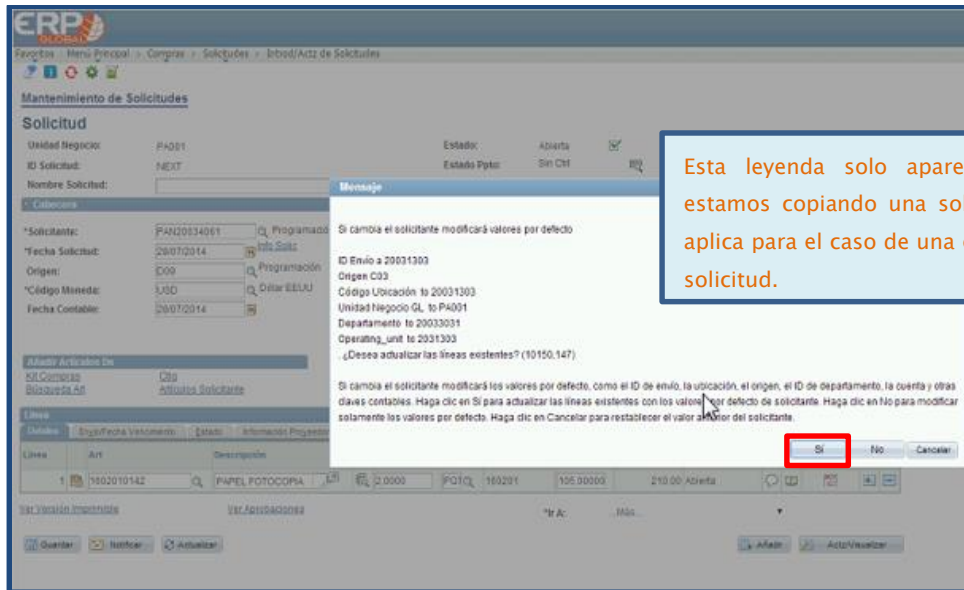 ERP
GLOBAL
Favoritos Menú Principal > Compras > Solicitudes > Introd/Actz de Solicitudes
Mantenimiento de Solicitudes
Solicitud
Unidad Negocio: PA001 Estado: Abierta
ID Solicitud: NEXT Estado Ppto: Sin Cht
Nombre Solicitud:
Cabecera
*Solicitante: PAN20034061 Programació
*Fecha Solicitud: 28/07/2014 Info Solic
Origen: D09 Programación
*Código Moneda: USD Dólar EEUU
Fecha Contable: 28/07/2014
Mensaje
Si cambia el solicitante modificará valores por defecto
ID Envío a 20031303
Origen C03
Código Ubicación to 20031303
Unidad Negocio GL to PA001
Departamento to 20033031
Operating_unit to 2031303
. ¿Desea actualizar las líneas existentes? (10150,147)
Si cambia el solicitante modificará los valores por defecto, como el ID de envío, la ubicación, el origen, el ID de departamento, la cuenta y otras
claves contables. Haga clic en Sí para actualizar las líneas existentes con los valores por defecto de solicitante. Haga clic en No para modificar
solamente los valores por defecto. Haga clic en Cancelar para restablecer el valor anterior del solicitante.
Sí No Cancelar
Esta leyenda solo apare
estamos copiando una so
aplica para el caso de una
solicitud.
Añadir Artículos De
Kit Compras
Búsqueda Art Artículos Solicitante
Línea
Detalles Envío/Fecha Vencimiento Estado Información Proveedor
Línea Art Descripción
1 1602010142 PAPEL FOTOCOPIA 2.0000 PQTO 160201 105.00000 210.00 Abierta
Ver Versión Imprimible Ver Aprobaciones *Ir A: ...Más...
Guardar Notificar Actualizar Añadir Actz/Visualizar